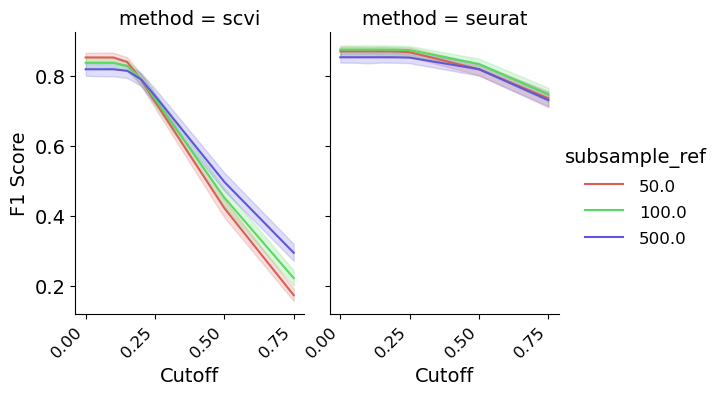 method = scvi
method = seurat
F1 Score
0.8
0.6
0.4
0.2
0.00
0.25
0.50
0.75
Cutoff
0.00
0.25
0.50
0.75
Cutoff
subsample_ref
50.0
100.0
500.0